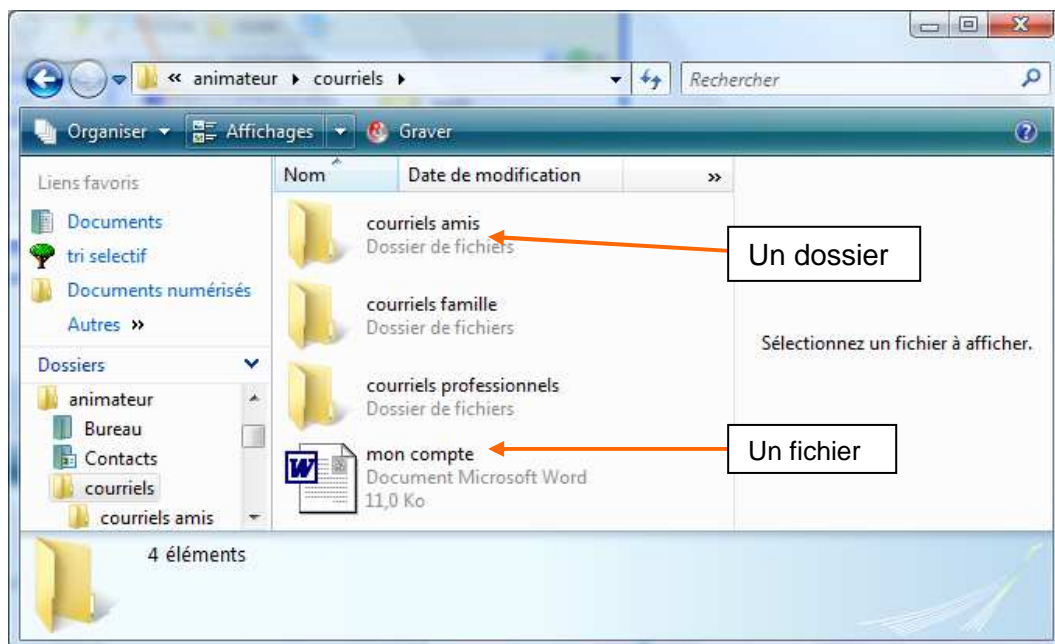 « animateur ▸ courriels ▸
Rechercher
Organiser
Affichages
Graver
Liens favoris
Documents
tri selectif
Documents numérisés
Autres »
Dossiers
animateur
Bureau
Contacts
courriels
courriels amis
Nom
Date de modification
»
courriels amis
Dossier de fichiers
courriels famille
Dossier de fichiers
courriels professionnels
Dossier de fichiers
mon compte
Document Microsoft Word
11,0 Ko
Un dossier
Un fichier
Sélectionnez un fichier à afficher.
4 éléments